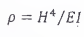 ρ = H⁴/EI